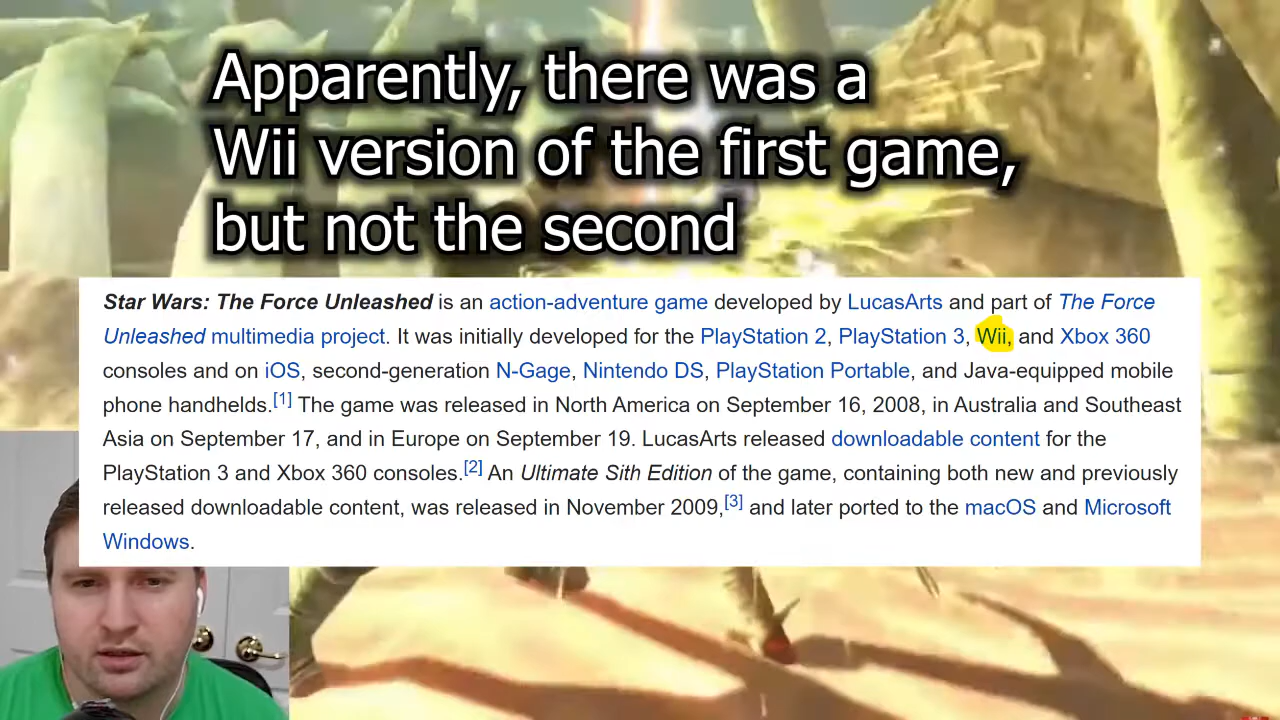 Apparently, there was a
Wii version of the first game,
but not the second
Star Wars: The Force Unleashed is an action-adventure game developed by LucasArts and part of The Force
Unleashed multimedia project. It was initially developed for the PlayStation 2, PlayStation 3, Wii, and Xbox 360
consoles and on iOS, second-generation N-Gage, Nintendo DS, PlayStation Portable, and Java-equipped mobile
phone handhelds.[1] The game was released in North America on September 16, 2008, in Australia and Southeast
Asia on September 17, and in Europe on September 19. LucasArts released downloadable content for the
PlayStation 3 and Xbox 360 consoles.[2] An Ultimate Sith Edition of the game, containing both new and previously
released downloadable content, was released in November 2009,[3] and later ported to the macOS and Microsoft
Windows.